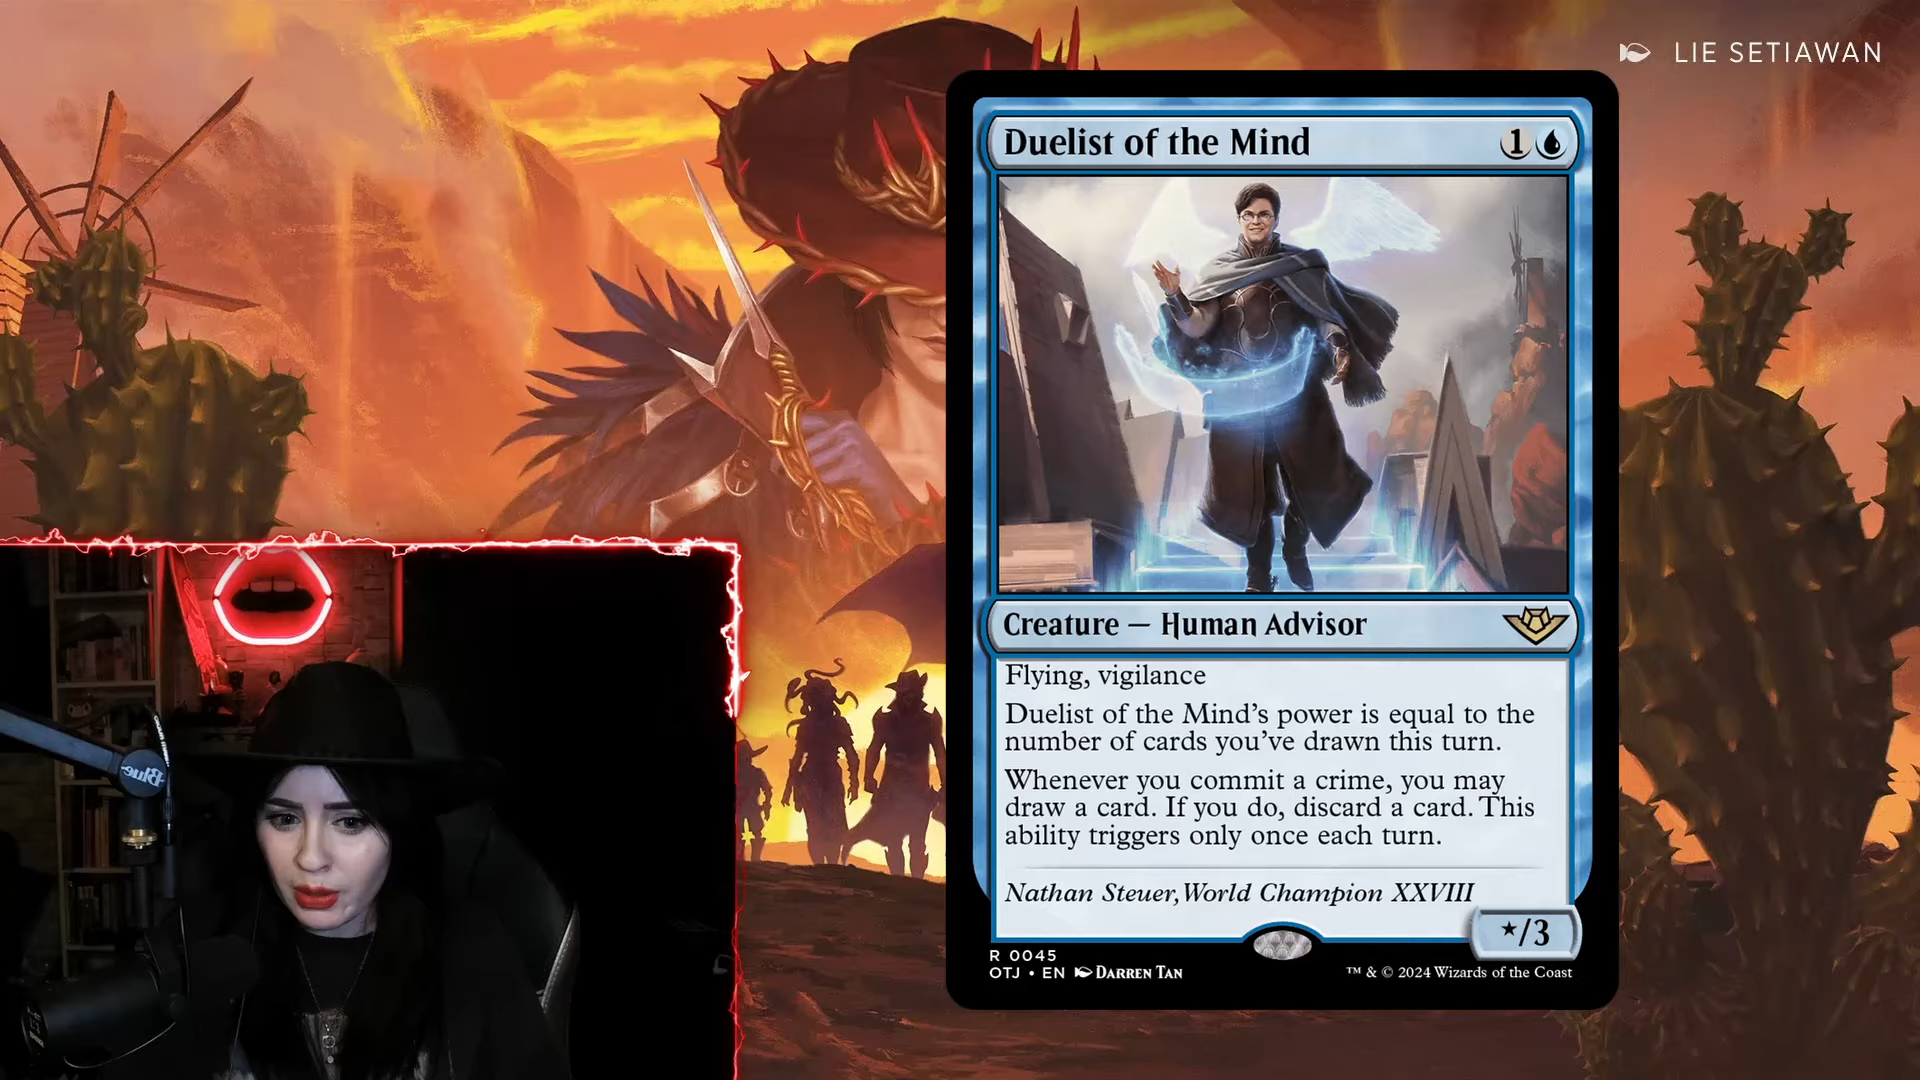 LIE SETIAWAN
Duelist of the Mind
1
Creature — Human Advisor
Flying, vigilance
Duelist of the Mind's power is equal to the
number of cards you've drawn this turn.
Whenever you commit a crime, you may
draw a card. If you do, discard a card. This
ability triggers only once each turn.
Nathan Steuer, World Champion XXVIII
★/3
R 0045
OTJ • EN DARREN TAN
™ & © 2024 Wizards of the Coast
Blue